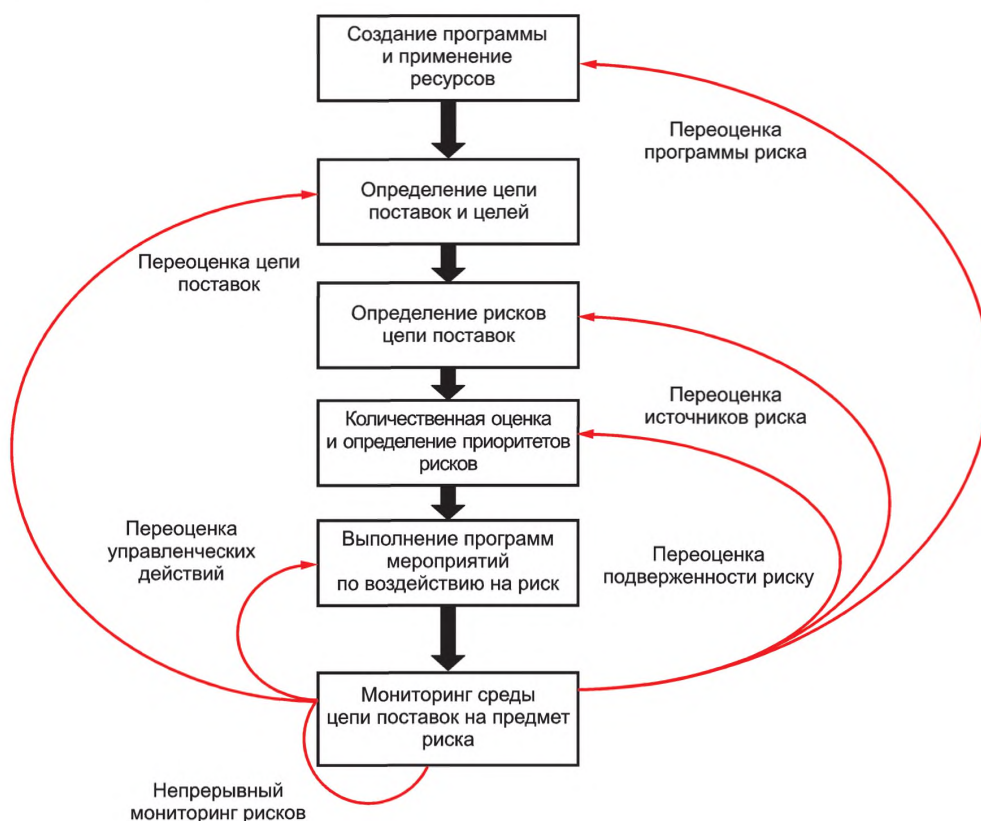 Создание программы
и применение
ресурсов
Переоценка
программы риска
Определение цепи
поставок и целей
Переоценка цепи
поставок
Определение рисков
цепи поставок
Переоценка
источников риска
Количественная оценка
и определение приоритетов
рисков
Переоценка
управленческих
действий
Выполнение программ
мероприятий
по воздействию на риск
Переоценка
подверженности риску
Мониторинг среды
цепи поставок на предмет
риска
Непрерывный
мониторинг рисков